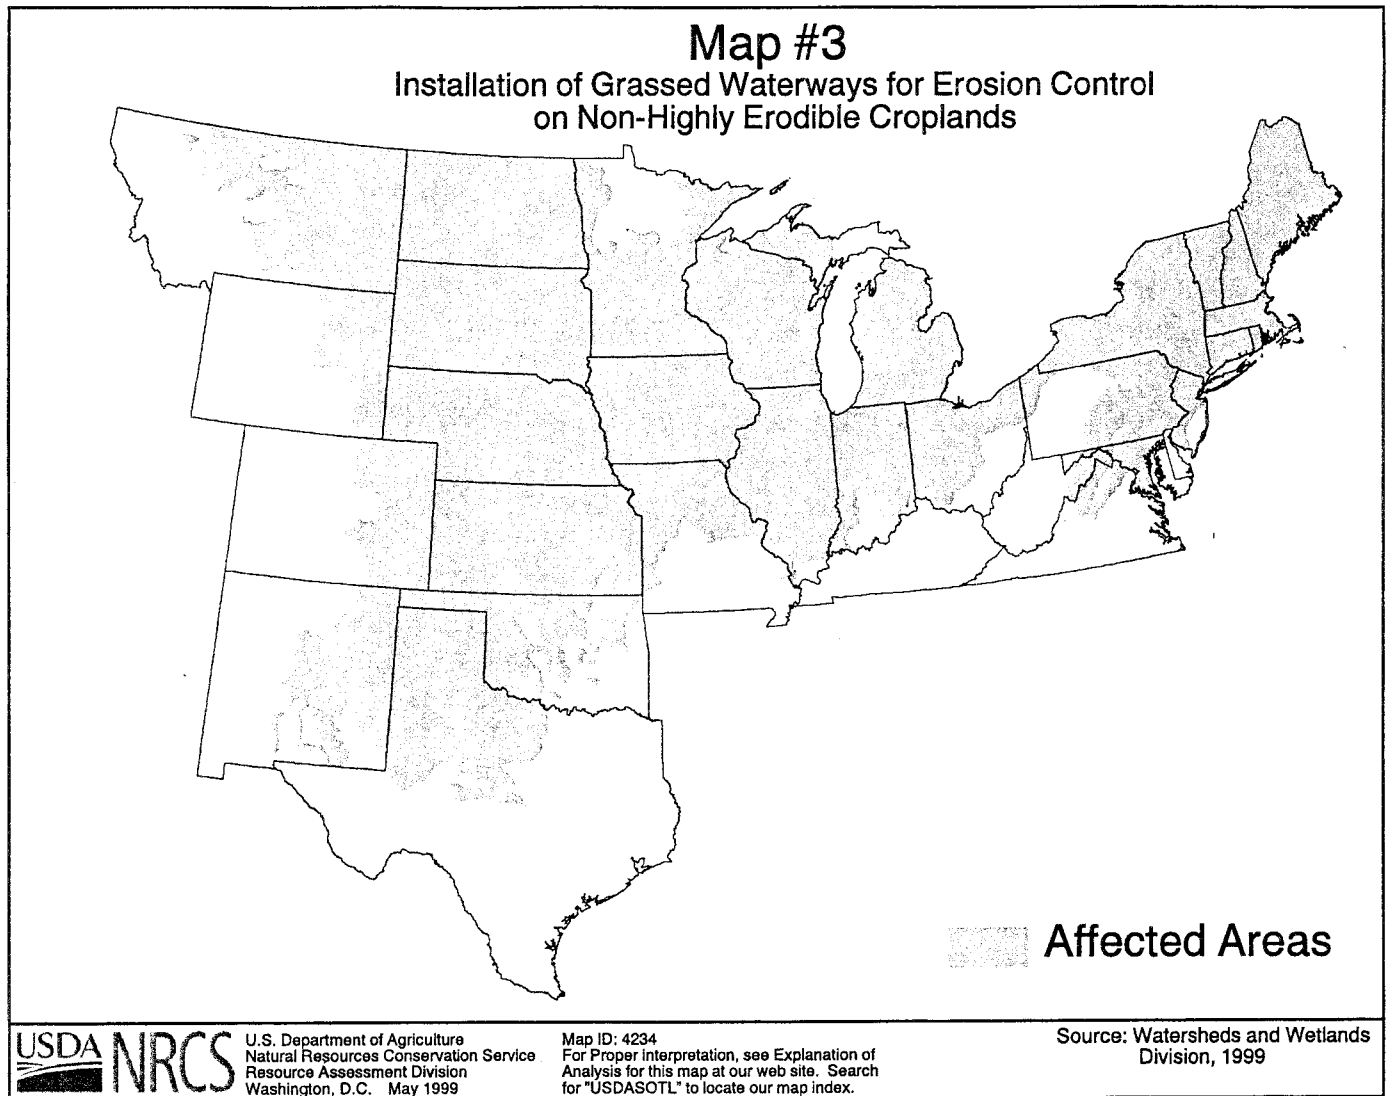 Map #3
Installation of Grassed Waterways for Erosion Control
on Non-Highly Erodible Croplands
Affected Areas
USDA NRCS
U.S. Department of Agriculture
Natural Resources Conservation Service
Resource Assessment Division
Washington, D.C. May 1999
Map ID: 4234
For Proper interpretation, see Explanation of
Analysis for this map at our web site. Search
for "USDASOTL" to locate our map index.
Source: Watersheds and Wetlands
Division, 1999